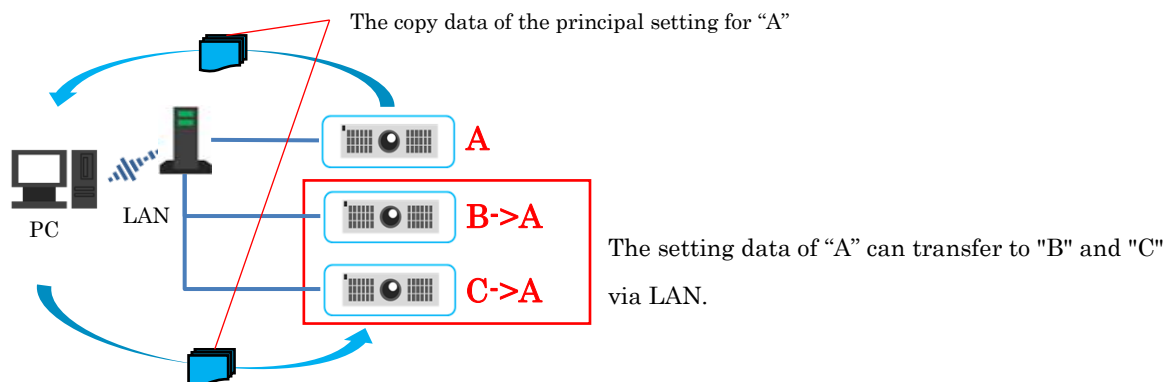 The copy data of the principal setting for “A”
A
PC
LAN
B->A
C->A
The setting data of “A” can transfer to "B" and "C"
via LAN.